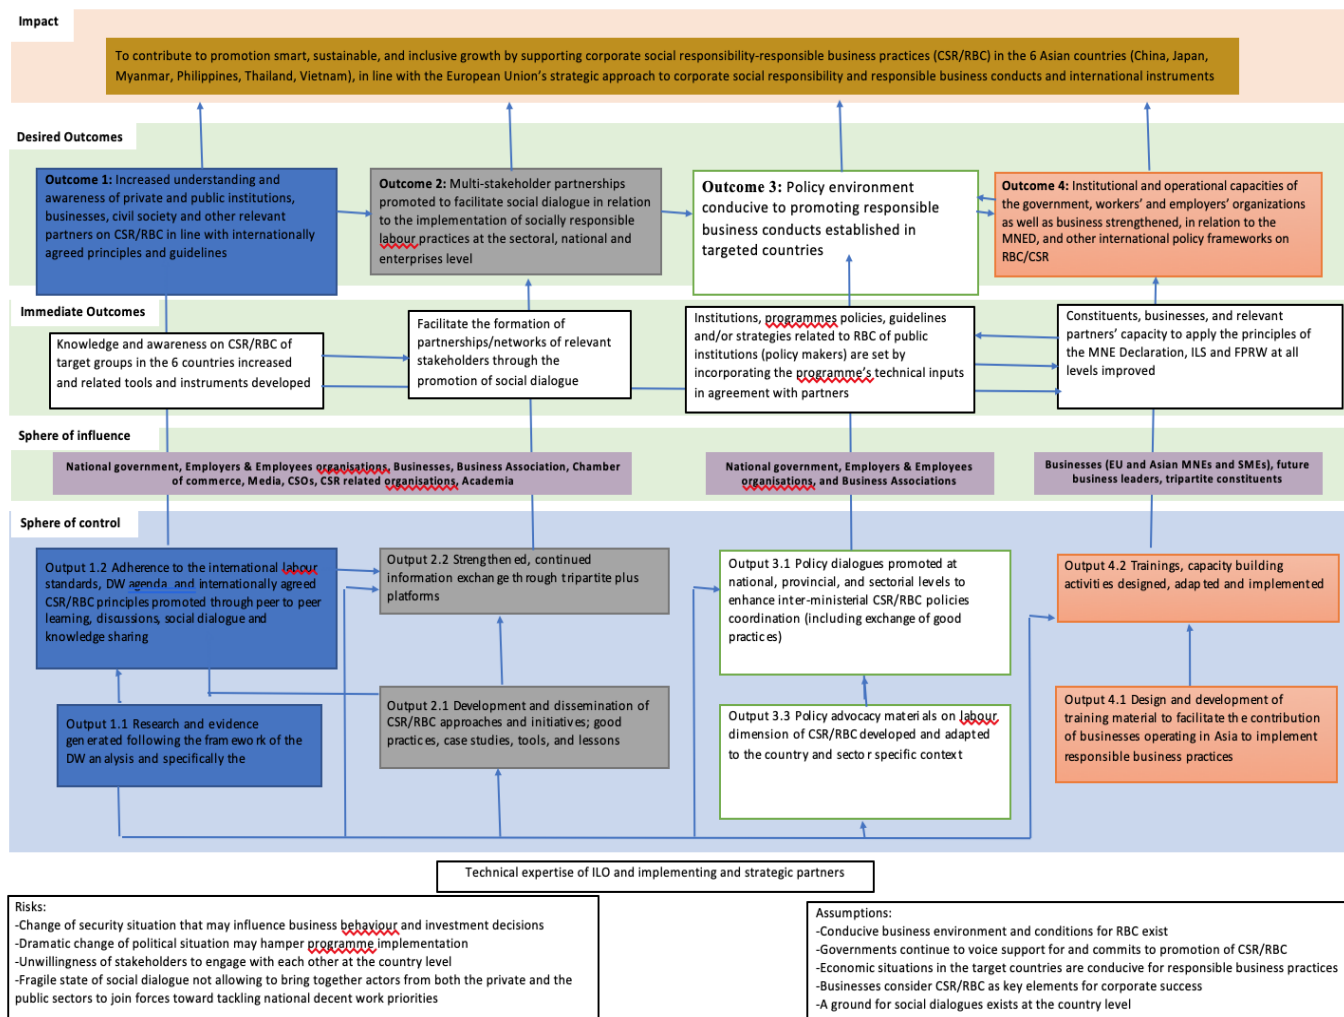 Impact
To contribute to promotion smart, sustainable, and inclusive growth by supporting corporate social responsibility-responsible business practices (CSR/RBC) in the 6 Asian countries (China, Japan,
Myanmar, Philippines, Thailand, Vietnam), in line with the European Union's strategic approach to corporate social responsibility and responsible business conducts and international instruments
Desired Outcomes
Outcome 1: Increased understanding and
awareness of private and public institutions,
businesses, civil society and other relevant
partners on CSR/RBC in line with internationally
agreed principles and guidelines
Outcome 2: Multi-stakeholder partnerships
promoted to facilitate social dialogue in relation
to the implementation of socially responsible
labour practices at the sectoral, national and
enterprises level
Outcome 3: Policy environment
conducive to promoting responsible
business conducts established in
targeted countries
Outcome 4: Institutional and operational capacities of
the government, workers' and employers' organizations
as well as business strengthened, in relation to the
MNED, and other international policy frameworks on
RBC/CSR
Immediate Outcomes
Knowledge and awareness on CSR/RBC of
target groups in the 6 countries increased
and related tools and instruments developed
Facilitate the formation of
partnerships/networks of relevant
stakeholders through the
promotion of social dialogue
Institutions, programmes policies, guidelines
and/or strategies related to RBC of public
institutions (policy makers) are set by
incorporating the programme's technical inputs
in agreement with partners
Constituents, businesses, and relevant
partners' capacity to apply the principles of
the MNE Declaration, ILS and FPRW at all
levels improved
Sphere of influence
National government, Employers & Employees organisations, Businesses, Business Association, Chamber
of commerce, Media, CSOs, CSR related organisations, Academia
National government, Employers & Employees
organisations, and Business Associations
Businesses (EU and Asian MNEs and SMEs), future
business leaders, tripartite constituents
Sphere of control
Output 1.2 Adherence to the international labour
standards, DW agenda and internationally agreed
CSR/RBC principles promoted through peer to peer
learning, discussions, social dialogue and
knowledge sharing
Output 2.2 Strengthened, continued
information exchange through tripartite plus
platforms
Output 3.1 Policy dialogues promoted at
national, provincial, and sectorial levels to
enhance inter-ministerial CSR/RBC policies
coordination (including exchange of good
practices)
Output 4.2 Trainings, capacity building
activities designed, adapted and implemented
Output 1.1 Research and evidence
generated following the framework of the
DW analysis and specifically the
Output 2.1 Development and dissemination of
CSR/RBC approaches and initiatives; good
practices, case studies, tools, and lessons
Output 3.3 Policy advocacy materials on labour
dimension of CSR/RBC developed and adapted
to the country and sector specific context
Output 4.1 Design and development of
training material to facilitate the contribution
of businesses operating in Asia to implement
responsible business practices
Technical expertise of ILO and implementing and strategic partners
Risks:
-Change of security situation that may influence business behaviour and investment decisions
-Dramatic change of political situation may hamper programme implementation
-Unwillingness of stakeholders to engage with each other at the country level
-Fragile state of social dialogue not allowing to bring together actors from both the private and the
public sectors to join forces toward tackling national decent work priorities
Assumptions:
-Conducive business environment and conditions for RBC exist
-Governments continue to voice support for and commits to promotion of CSR/RBC
-Economic situations in the target countries are conducive for responsible business practices
-Businesses consider CSR/RBC as key elements for corporate success
-A ground for social dialogues exists at the country level